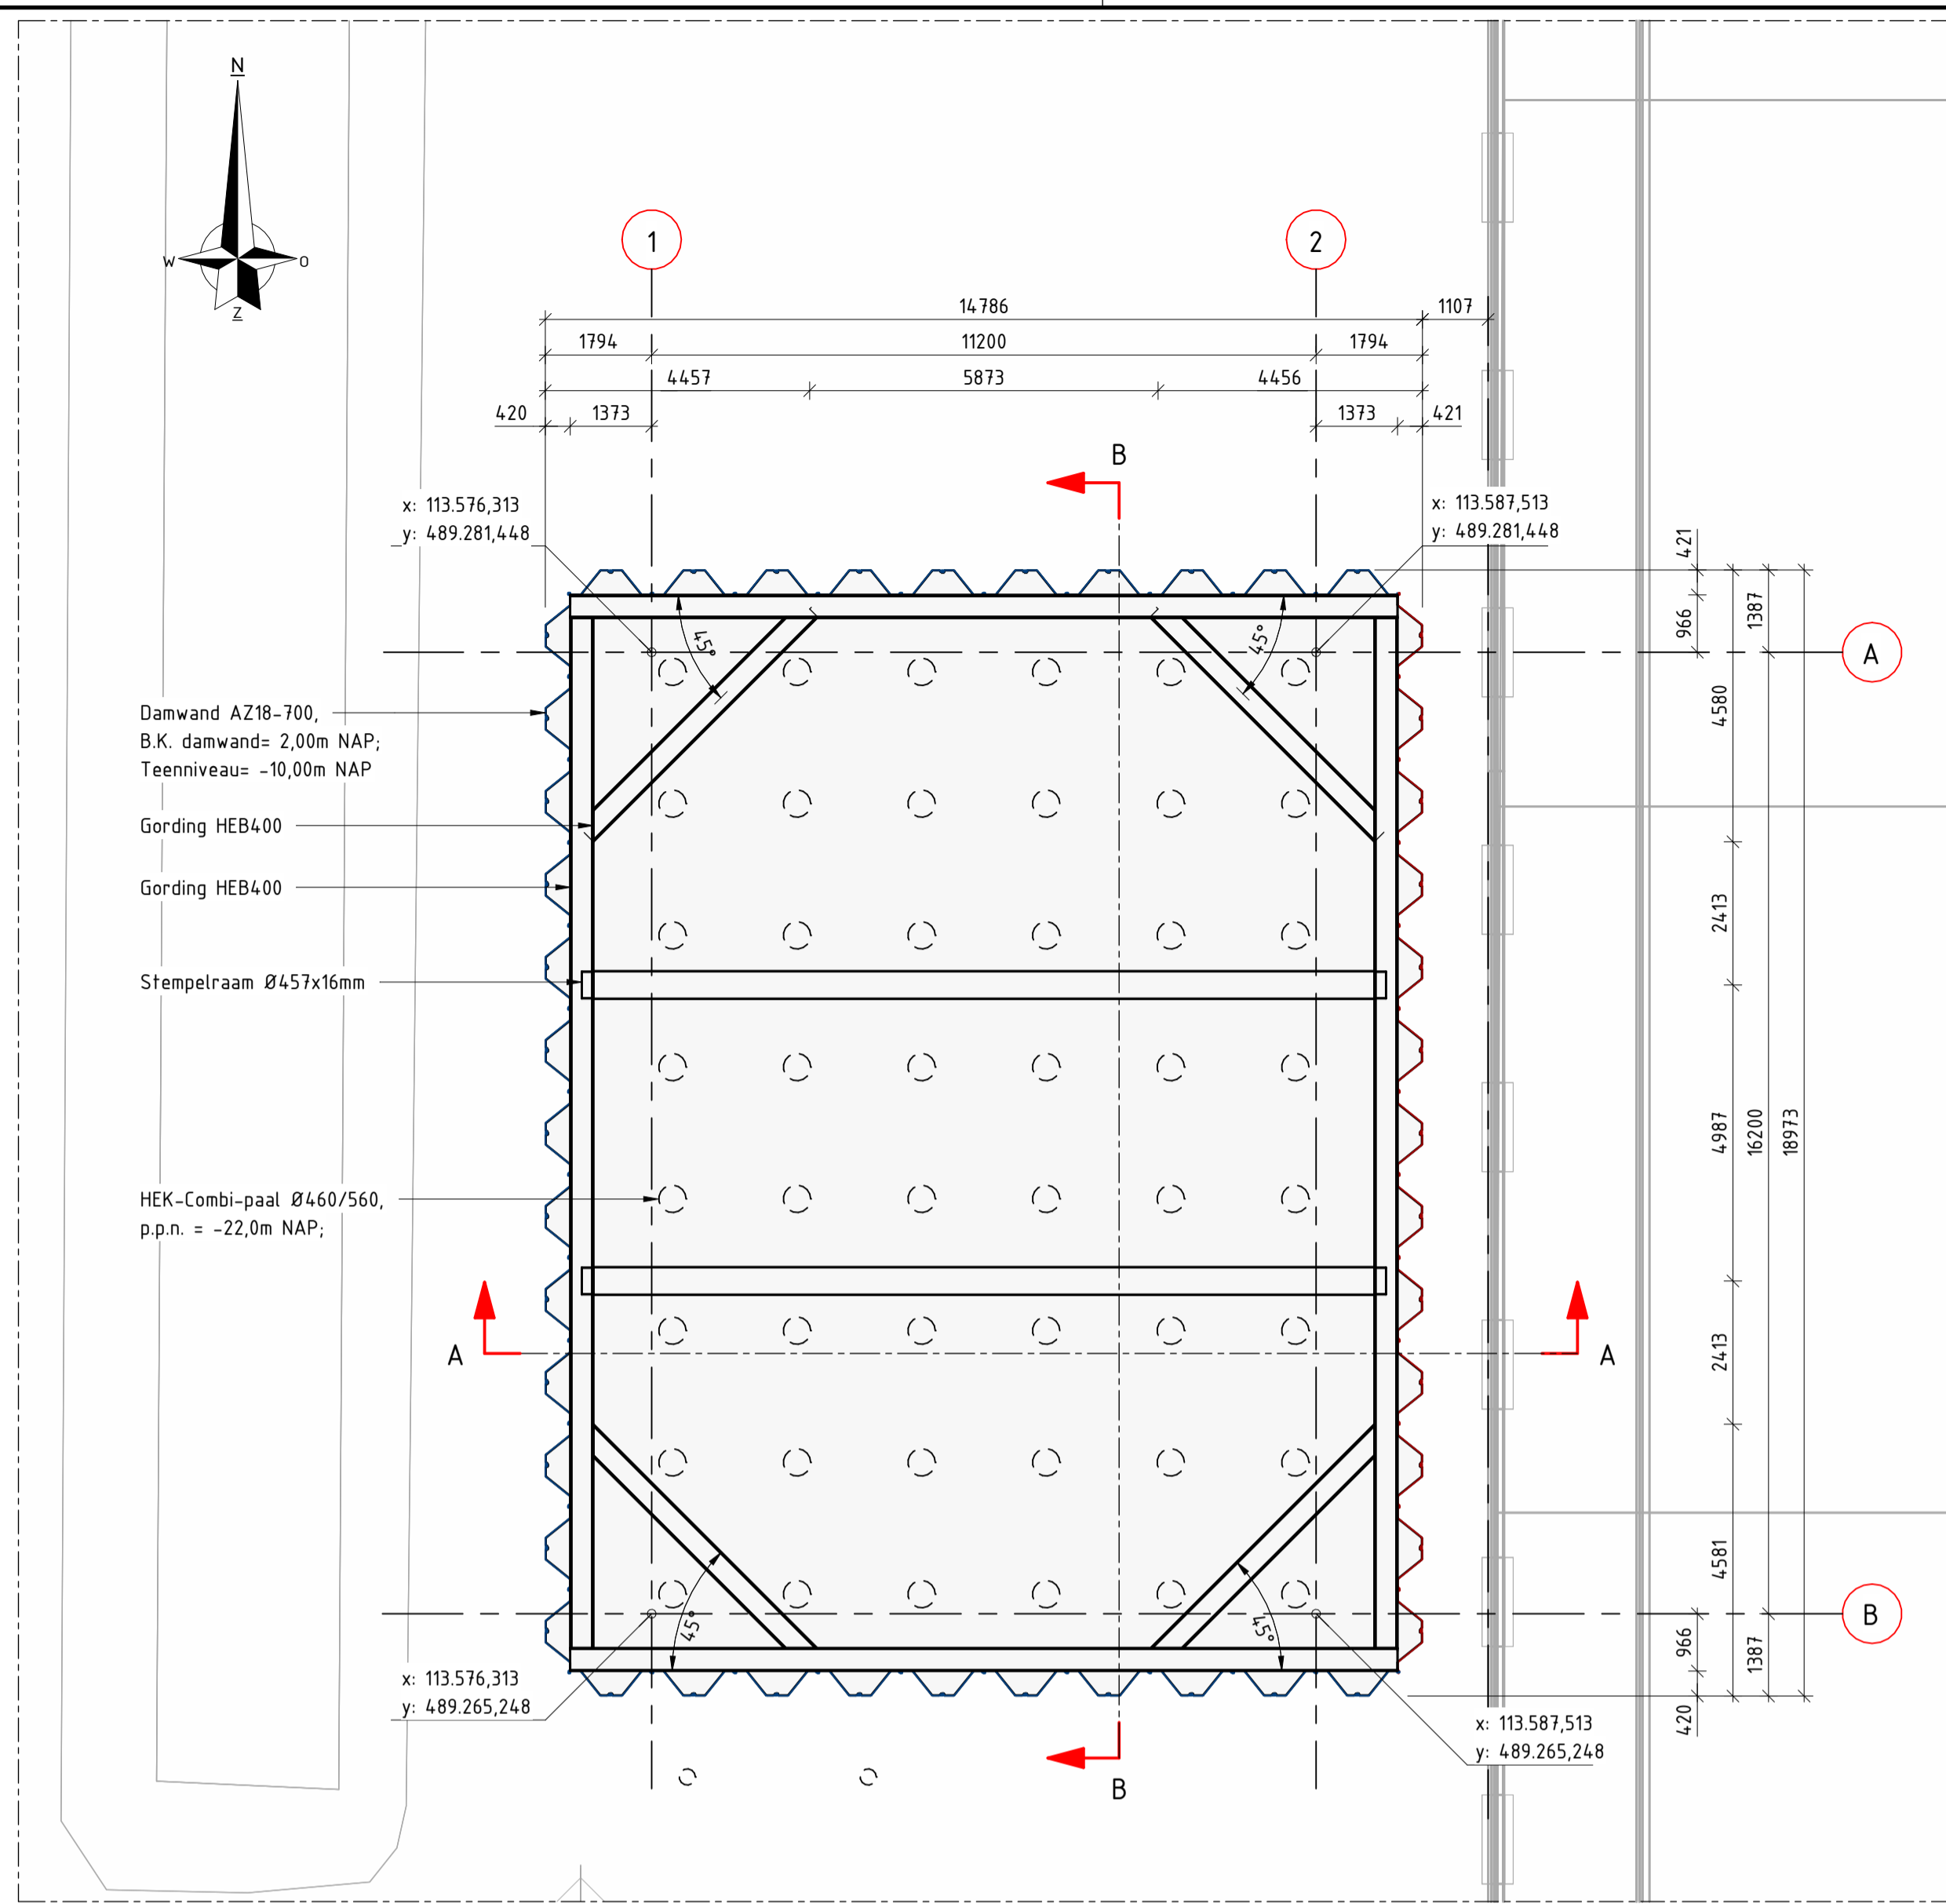 N
W
O
Z
1
2
14786
1107
1794
11200
1794
4457
5873
4456
420
1373
1373
421
B
x: 113.576,313
y: 489.281,448
x: 113.587,513
y: 489.281,448
421
966
1387
45°
45°
A
Damwand AZ18-700,
B.K. damwand= 2,00m NAP;
Teenniveau= -10,00m NAP
4580
Gording HEB400
Gording HEB400
2413
Stempelraam Ø457x16mm
4987
16200
18973
HEK-Combi-paal Ø460/560,
p.p.n. = -22,0m NAP;
A
A
2413
4581
45°
45°
B
966
1387
420
x: 113.576,313
y: 489.265,248
x: 113.587,513
y: 489.265,248
B